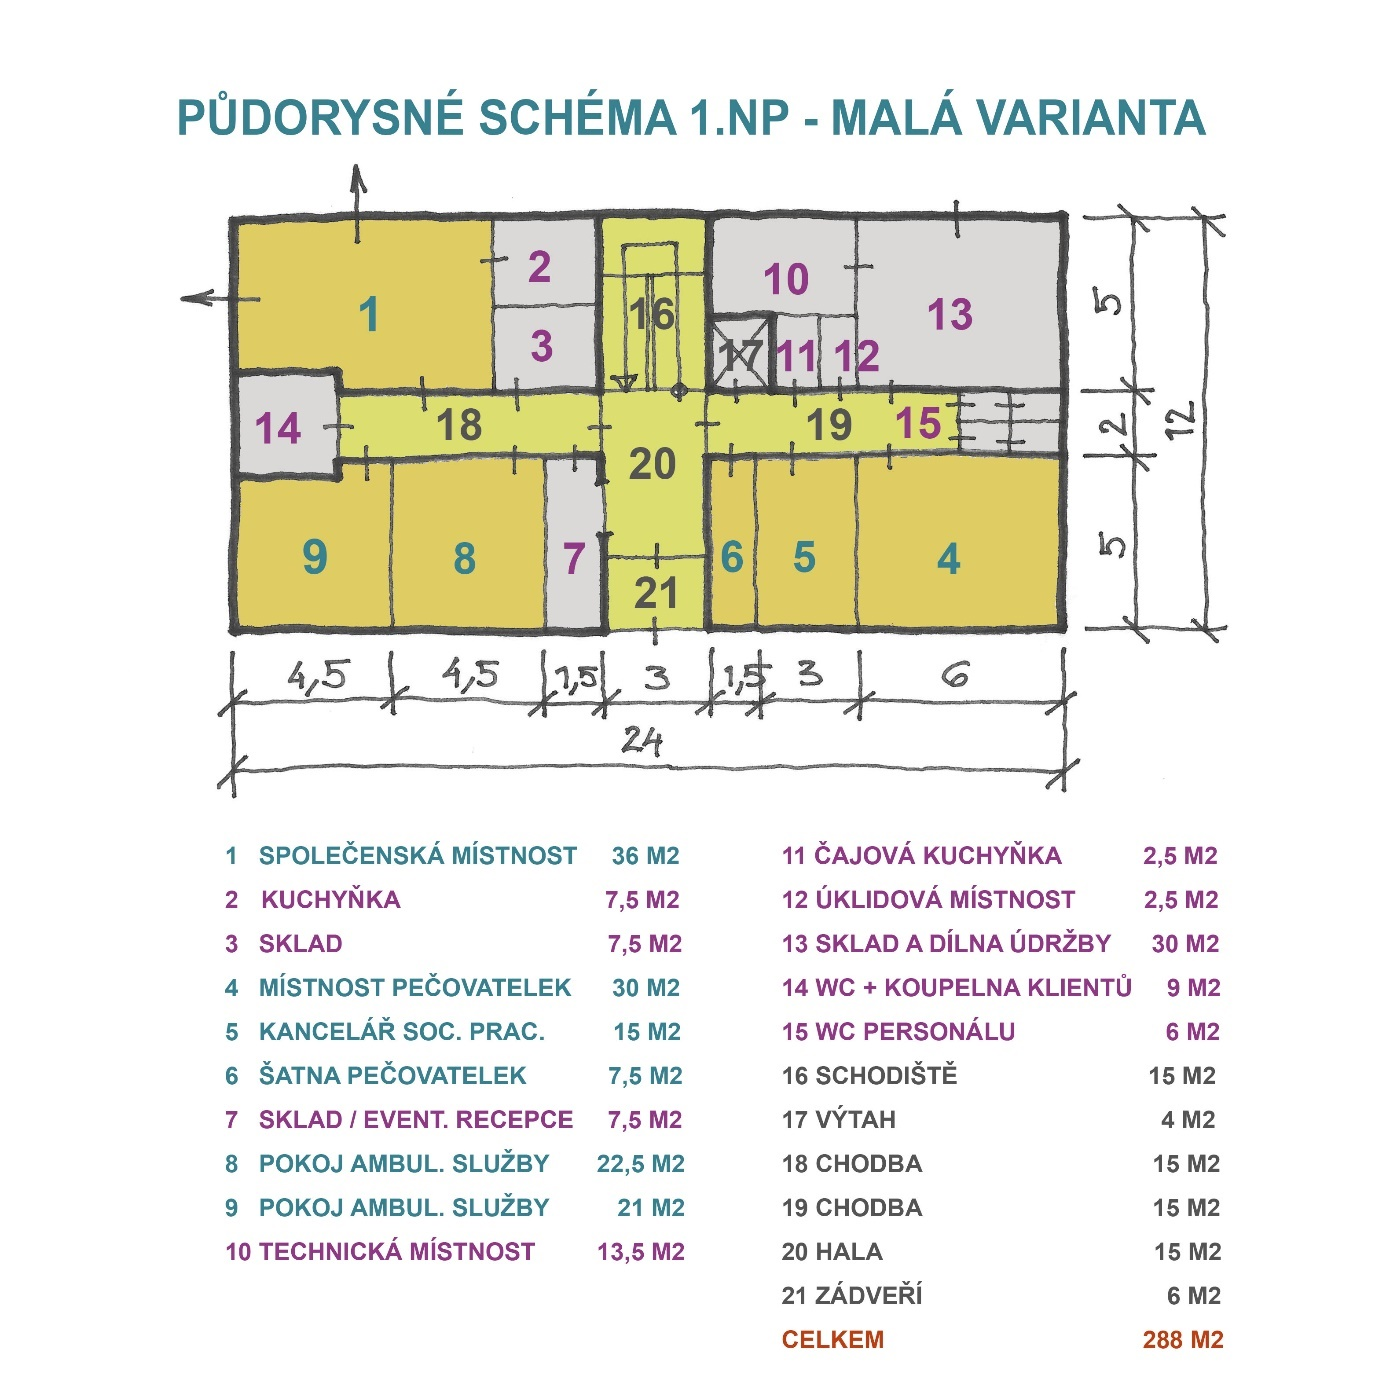 PŮDORYSNÉ SCHÉMA 1.NP - MALÁ VARIANTA
2
10
1
16
13
3
17
11
12
5
14
18
19
15
2
12
20
9
8
7
6
5
4
5
21
4,5
4,5
1,5
3
1,5
3
6
24
1 SPOLEČENSKÁ MÍSTNOST 36 M2
2 KUCHYŇKA 7,5 M2
3 SKLAD 7,5 M2
4 MÍSTNOST PEČOVATELEK 30 M2
5 KANCELÁŘ SOC. PRAC. 15 M2
6 ŠATNA PEČOVATELEK 7,5 M2
7 SKLAD / EVENT. RECEPCE 7,5 M2
8 POKOJ AMBUL. SLUŽBY 22,5 M2
9 POKOJ AMBUL. SLUŽBY 21 M2
10 TECHNICKÁ MÍSTNOST 13,5 M2
11 ČAJOVÁ KUCHYŇKA 2,5 M2
12 ÚKLIDOVÁ MÍSTNOST 2,5 M2
13 SKLAD A DÍLNA ÚDRŽBY 30 M2
14 WC + KOUPELNA KLIENTŮ 9 M2
15 WC PERSONÁLU 6 M2
16 SCHODIŠTĚ 15 M2
17 VÝTAH 4 M2
18 CHODBA 15 M2
19 CHODBA 15 M2
20 HALA 15 M2
21 ZÁDVEŘÍ 6 M2
CELKEM 288 M2